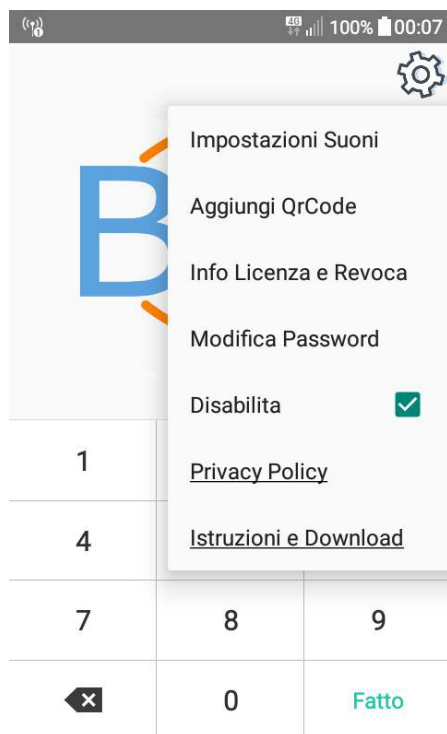 4G 100% 00:07
B
Impostazioni Suoni
Aggiungi QrCode
Info Licenza e Revoca
Modifica Password
Disabilita
Privacy Policy
Istruzioni e Download
1
4
7 8 9
0 Fatto